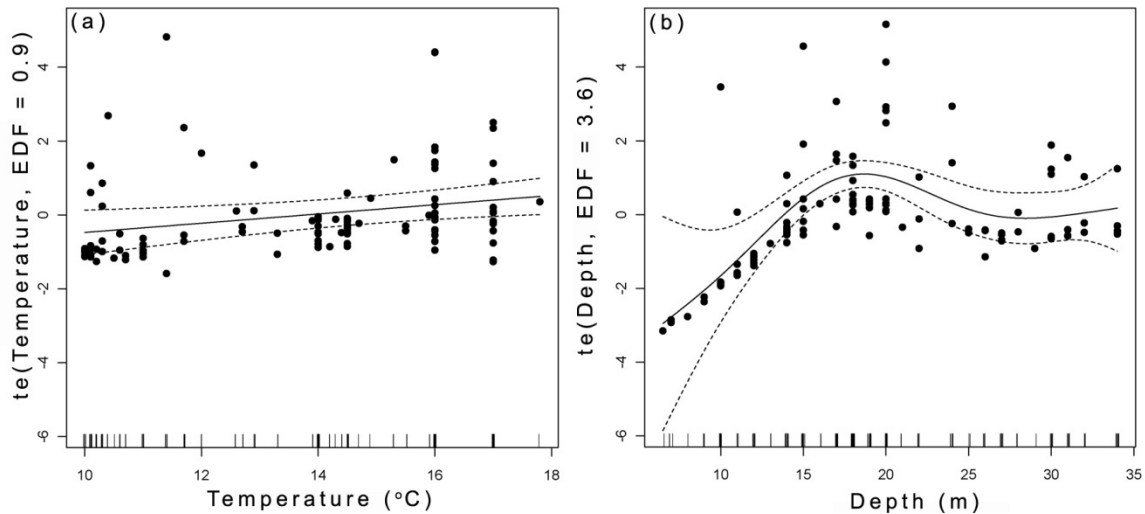 (a)
te(Temperature, EDF = 0.9)
4
2
0
-2
-4
-6
10 12 14 16 18
Temperature (°C)
(b)
te(Depth, EDF = 3.6)
4
2
0
-2
-4
-6
10 15 20 25 30 35
Depth (m)